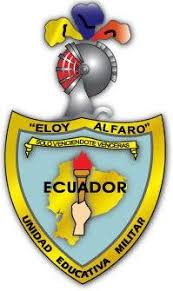 "ELOY ALFARO"
SOLO VENCIENDOTE VENCERAS
ECUADOR
UNIDAD EDUCATIVA MILITAR